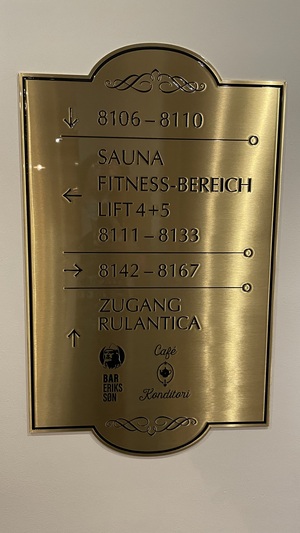 ↓ 8106 – 8110
SAUNA
FITNESS-BEREICH
← LIFT 4+5
8111 – 8133
→ 8142 – 8167
ZUGANG
RULANTICA
↑
BAR
ERIKS
SON
Café
Konditori